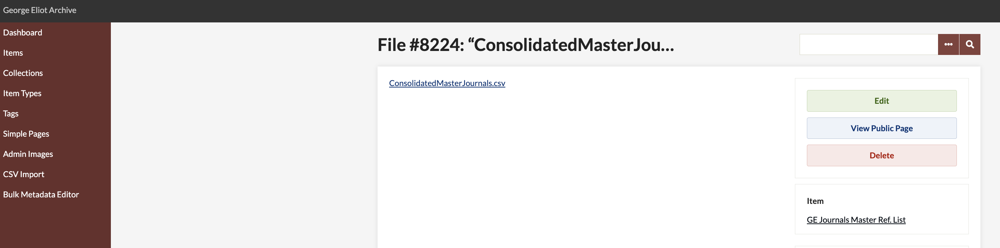 George Eliot Archive
Dashboard
Items
Collections
Item Types
Tags
Simple Pages
Admin Images
CSV Import
Bulk Metadata Editor
File #8224: “ConsolidatedMasterJou...
ConsolidatedMasterJournals.csv
Edit
View Public Page
Delete
Item
GE Journals Master Ref. List